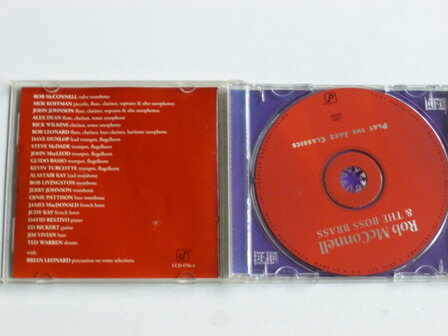 ROB McCONNELL valve trombone
MOE KOFFMAN piccolo, flute, clarinet, soprano & alto saxophones
JOHN JOHNSON flute, clarinet, soprano & alto saxophones
ALEX DEAN flute, clarinet, tenor saxophone
RICK WILKINS clarinet, tenor saxophone
BOB LEONARD flute, clarinet, bass clarinet, baritone saxophone
DAVE DUNLOP lead trumpet, flugelhorn
STEVE McDADE trumpet, flugelhorn
JOHN MacLEOD trumpet, flugelhorn
GUIDO BASSO trumpet, flugelhorn
KEVIN TURCOTTE trumpet, flugelhorn
ALASTAIR KAY lead trombone
BOB LIVINGSTON trombone
JERRY JOHNSON trombone
ERNIE PATTISON bass trombone
JAMES MacDONALD french horn
JUDY KAY french horn
DAVID RESTIVO piano
ED BICKERT guitar
JIM VIVIAN bass
TED WARREN drums
with
BRIAN LEONARD percussion on some selections
CCD-4784-2
Rob McConnell
& THE BOSS BRASS
PLAY THE JAZZ CLASSICS